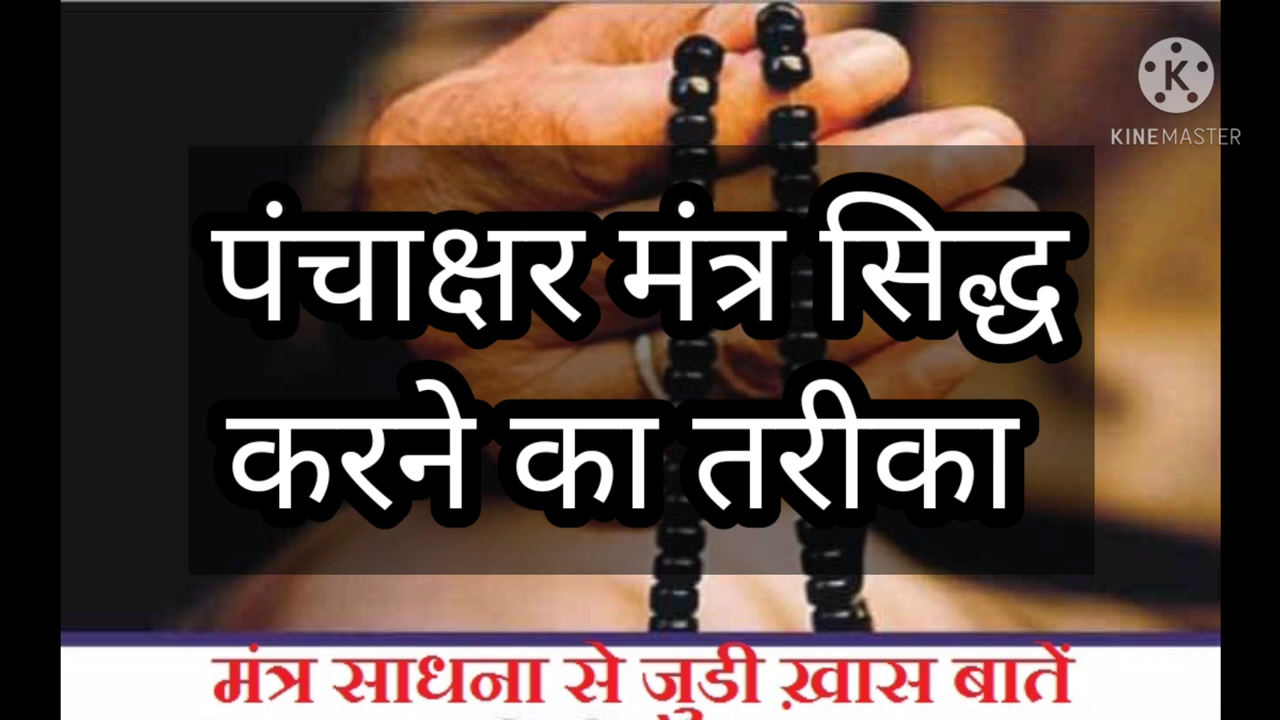 KINEMASTER
पंचाक्षर मंत्र सिद्ध
करने का तरीका
मंत्र साधना से जुडी ख़ास बातें